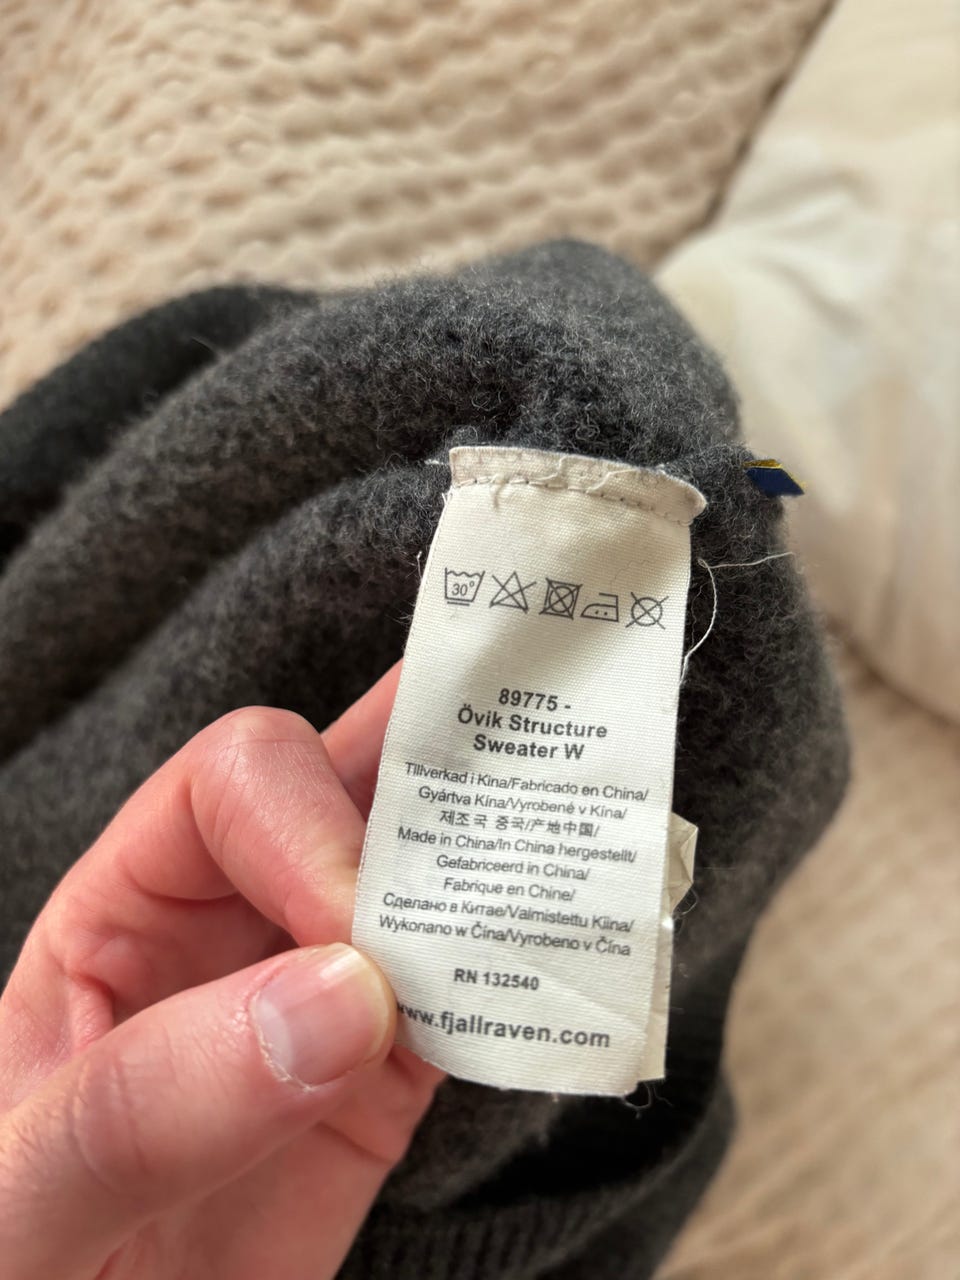 30°
89775 -
Övik Structure
Sweater W
Tillverkad i Kina/Fabricado en China/
Gyártva Kína/Vyrobené v Kína/
제조국 중국/产地中国/
Made in China/In China hergestellt/
Gefabriceerd in China/
Fabrique en Chine/
Сделано в Китае/Valmistettu Kiina/
Wykonano w Čína/Vyrobeno v Čína
RN 132540
www.fjallraven.com